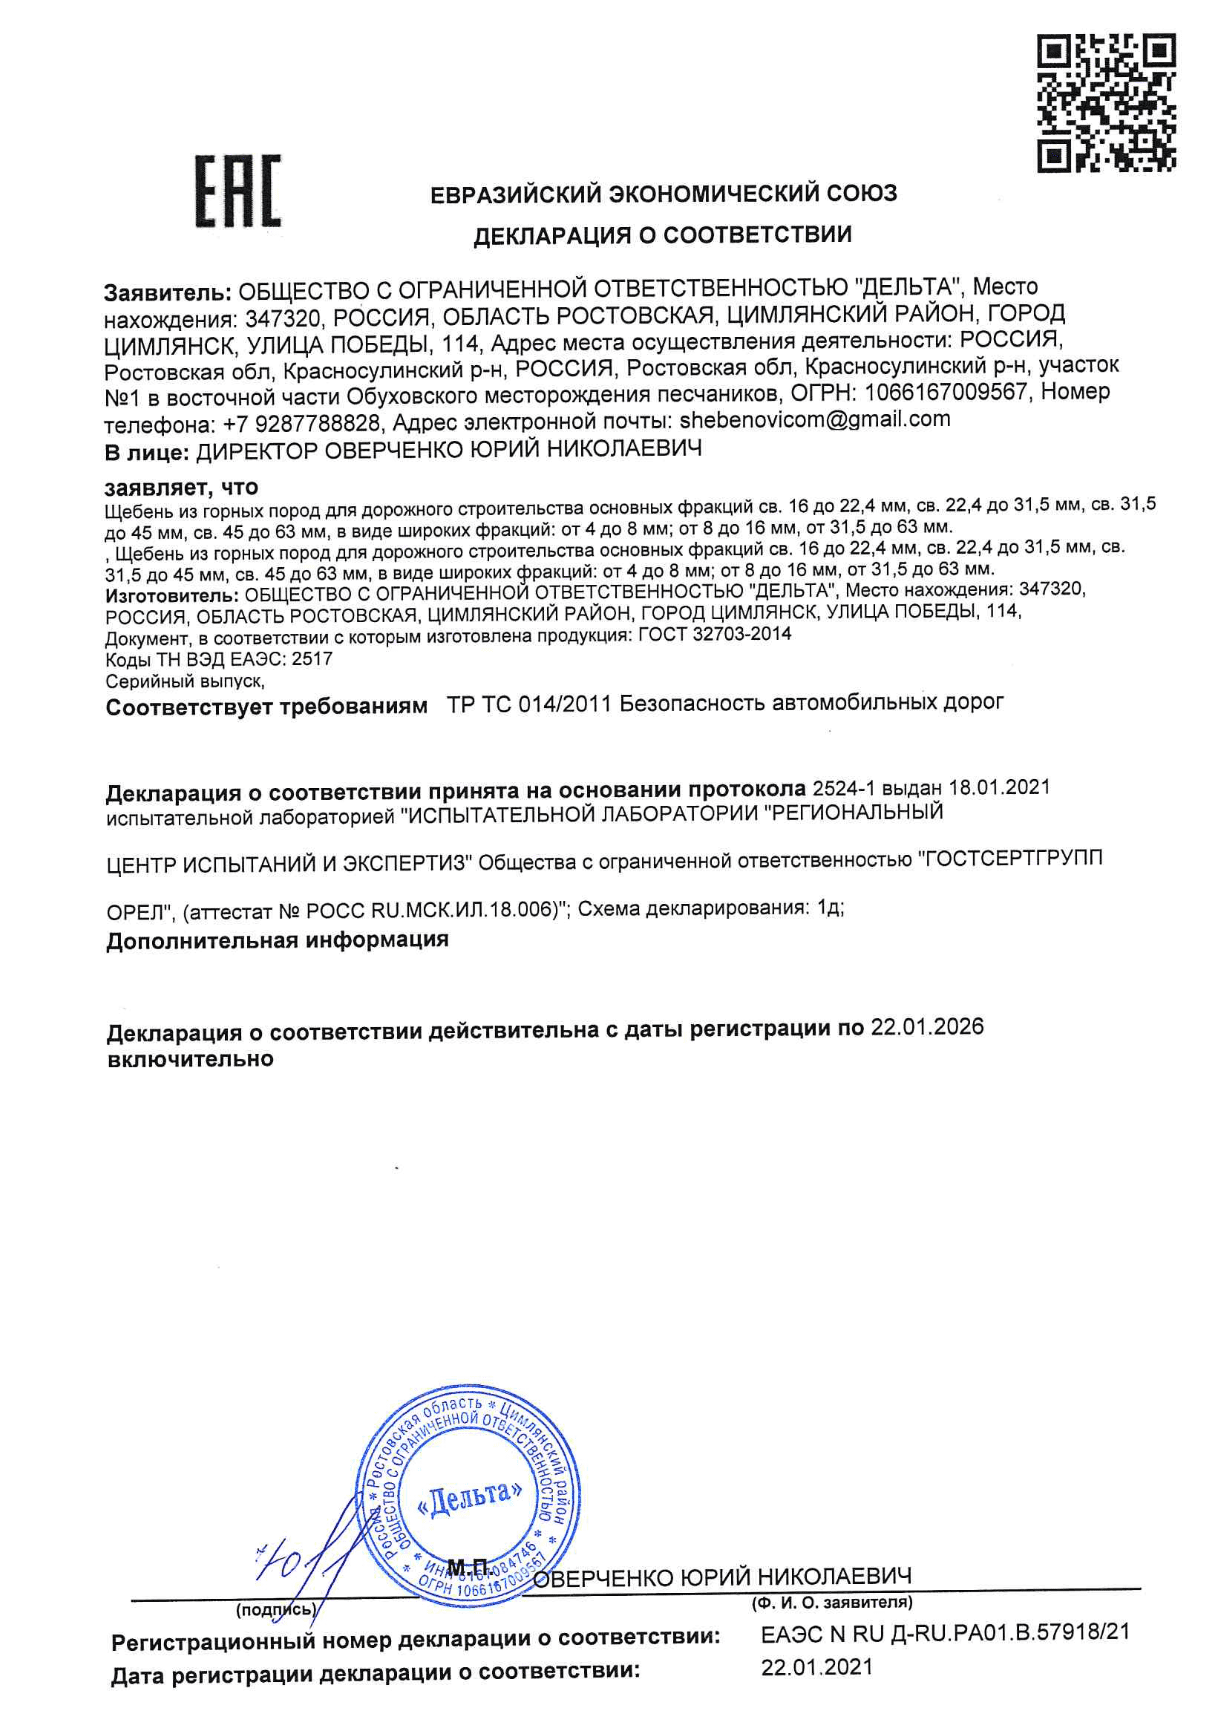 ЕАС
ЕВРАЗИЙСКИЙ ЭКОНОМИЧЕСКИЙ СОЮЗ
ДЕКЛАРАЦИЯ О СООТВЕТСТВИИ
Заявитель: ОБЩЕСТВО С ОГРАНИЧЕННОЙ ОТВЕТСТВЕННОСТЬЮ "ДЕЛЬТА", Место
нахождения: 347320, РОССИЯ, ОБЛАСТЬ РОСТОВСКАЯ, ЦИМЛЯНСКИЙ РАЙОН, ГОРОД
ЦИМЛЯНСК, УЛИЦА ПОБЕДЫ, 114, Адрес места осуществления деятельности: РОССИЯ,
Ростовская обл, Красносулинский р-н, РОССИЯ, Ростовская обл, Красносулинский р-н, участок
№1 в восточной части Обуховского месторождения песчаников, ОГРН: 1066167009567, Номер
телефона: +7 9287788828, Адрес электронной почты: shebenovicom@gmail.com
В лице: ДИРЕКТОР ОВЕРЧЕНКО ЮРИЙ НИКОЛАЕВИЧ
заявляет, что
Щебень из горных пород для дорожного строительства основных фракций св. 16 до 22,4 мм, св. 22,4 до 31,5 мм, св. 31,5
до 45 мм, св. 45 до 63 мм, в виде широких фракций: от 4 до 8 мм; от 8 до 16 мм, от 31,5 до 63 мм.
, Щебень из горных пород для дорожного строительства основных фракций св. 16 до 22,4 мм, св. 22,4 до 31,5 мм, св.
31,5 до 45 мм, св. 45 до 63 мм, в виде широких фракций: от 4 до 8 мм; от 8 до 16 мм, от 31,5 до 63 мм.
Изготовитель: ОБЩЕСТВО С ОГРАНИЧЕННОЙ ОТВЕТСТВЕННОСТЬЮ "ДЕЛЬТА", Место нахождения: 347320,
РОССИЯ, ОБЛАСТЬ РОСТОВСКАЯ, ЦИМЛЯНСКИЙ РАЙОН, ГОРОД ЦИМЛЯНСК, УЛИЦА ПОБЕДЫ, 114,
Документ, в соответствии с которым изготовлена продукция: ГОСТ 32703-2014
Коды ТН ВЭД ЕАЭС: 2517
Серийный выпуск,
Соответствует требованиям ТР ТС 014/2011 Безопасность автомобильных дорог
Декларация о соответствии принята на основании протокола 2524-1 выдан 18.01.2021
испытательной лабораторией "ИСПЫТАТЕЛЬНОЙ ЛАБОРАТОРИИ "РЕГИОНАЛЬНЫЙ
ЦЕНТР ИСПЫТАНИЙ И ЭКСПЕРТИЗ" Общества с ограниченной ответственностью "ГОСТСЕРТГРУПП
ОРЕЛ", (аттестат № РОСС RU.МСК.ИЛ.18.006)"; Схема декларирования: 1д;
Дополнительная информация
Декларация о соответствии действительна с даты регистрации по 22.01.2026
включительно
Россия * Ростовская область * Цимлянский район *
ОБЩЕСТВО С ОГРАНИЧЕННОЙ ОТВЕТСТВЕННОСТЬЮ
«Дельта»
* ИНН 6167084746 *
ОГРН 1066167009567
М.П.
ОВЕРЧЕНКО ЮРИЙ НИКОЛАЕВИЧ
(подпись)
(Ф. И. О. заявителя)
Регистрационный номер декларации о соответствии: ЕАЭС N RU Д-RU.РА01.В.57918/21
Дата регистрации декларации о соответствии: 22.01.2021